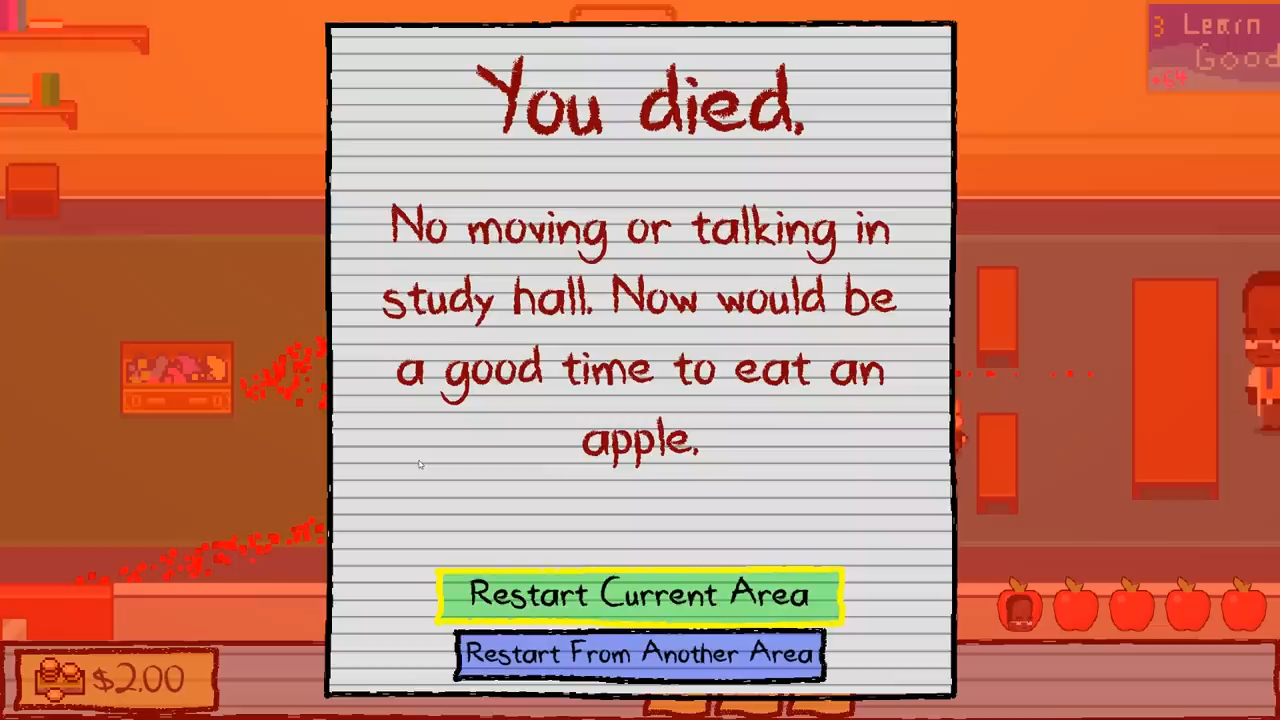 Learn
Good
+64
You died.
No moving or talking in
study hall. Now would be
a good time to eat an
apple.
Restart Current Area
Restart From Another Area
$2.00